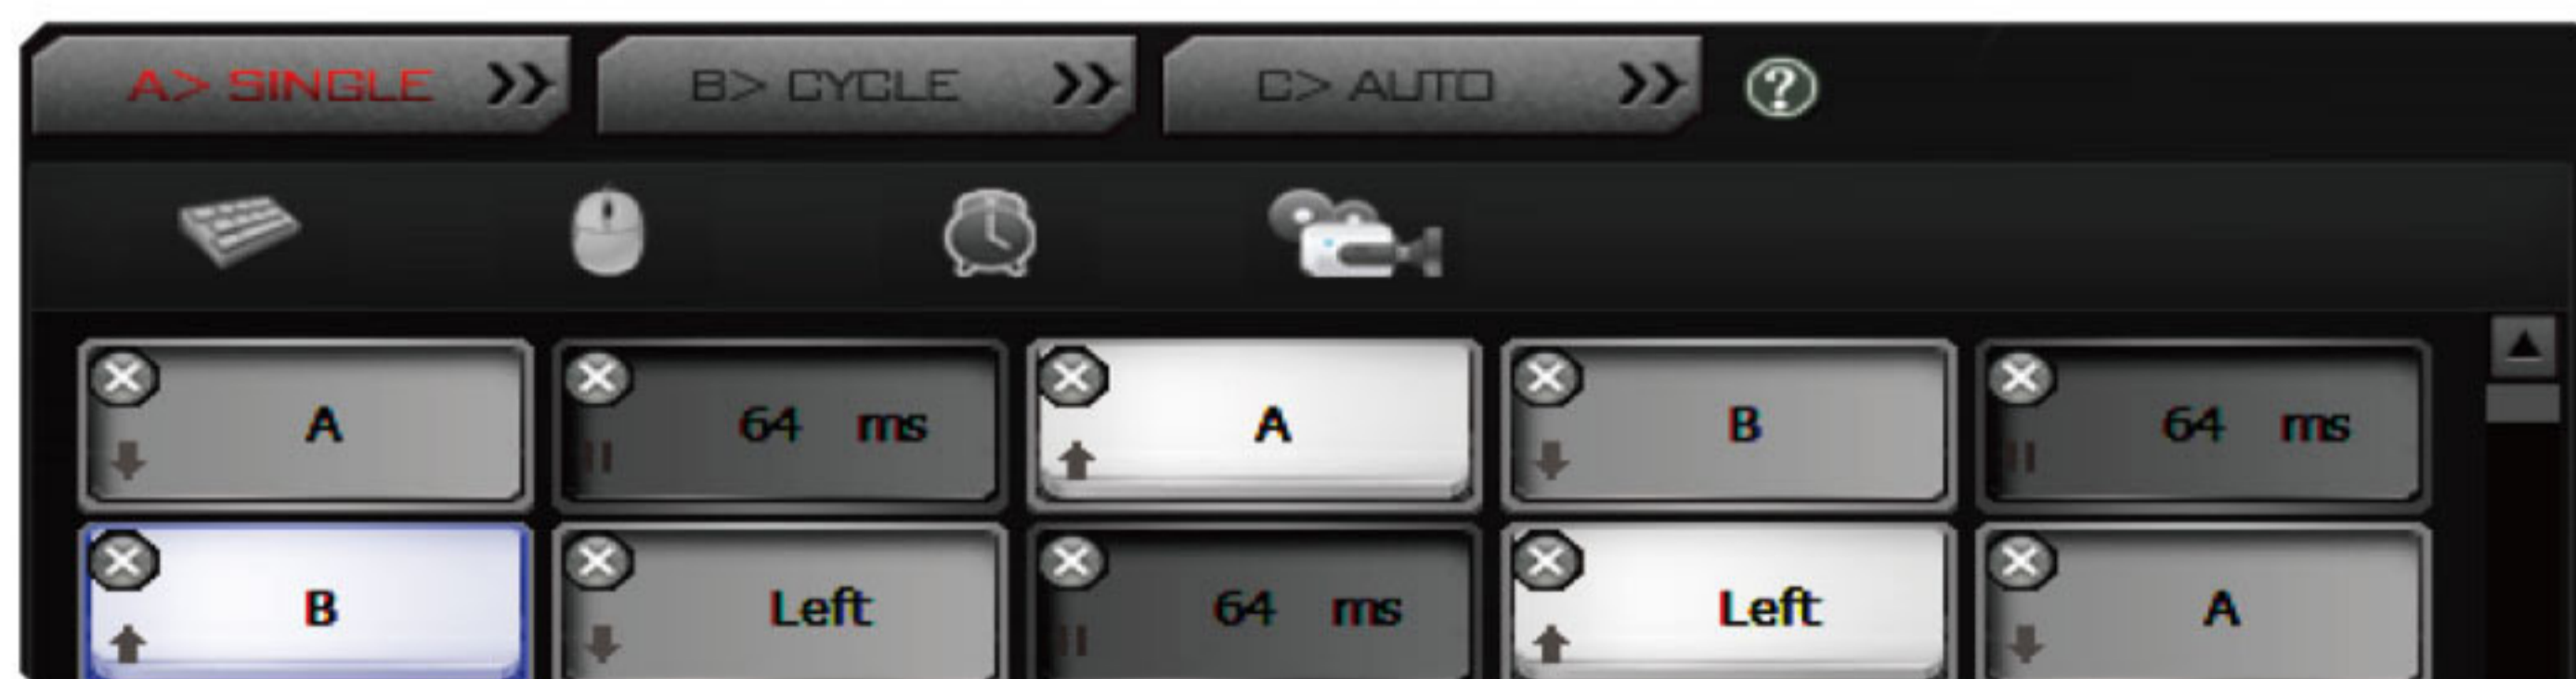 A> SINGLE B> CYCLE C> AUTO ?
A 64 ms A B 64 ms
B Left 64 ms Left A